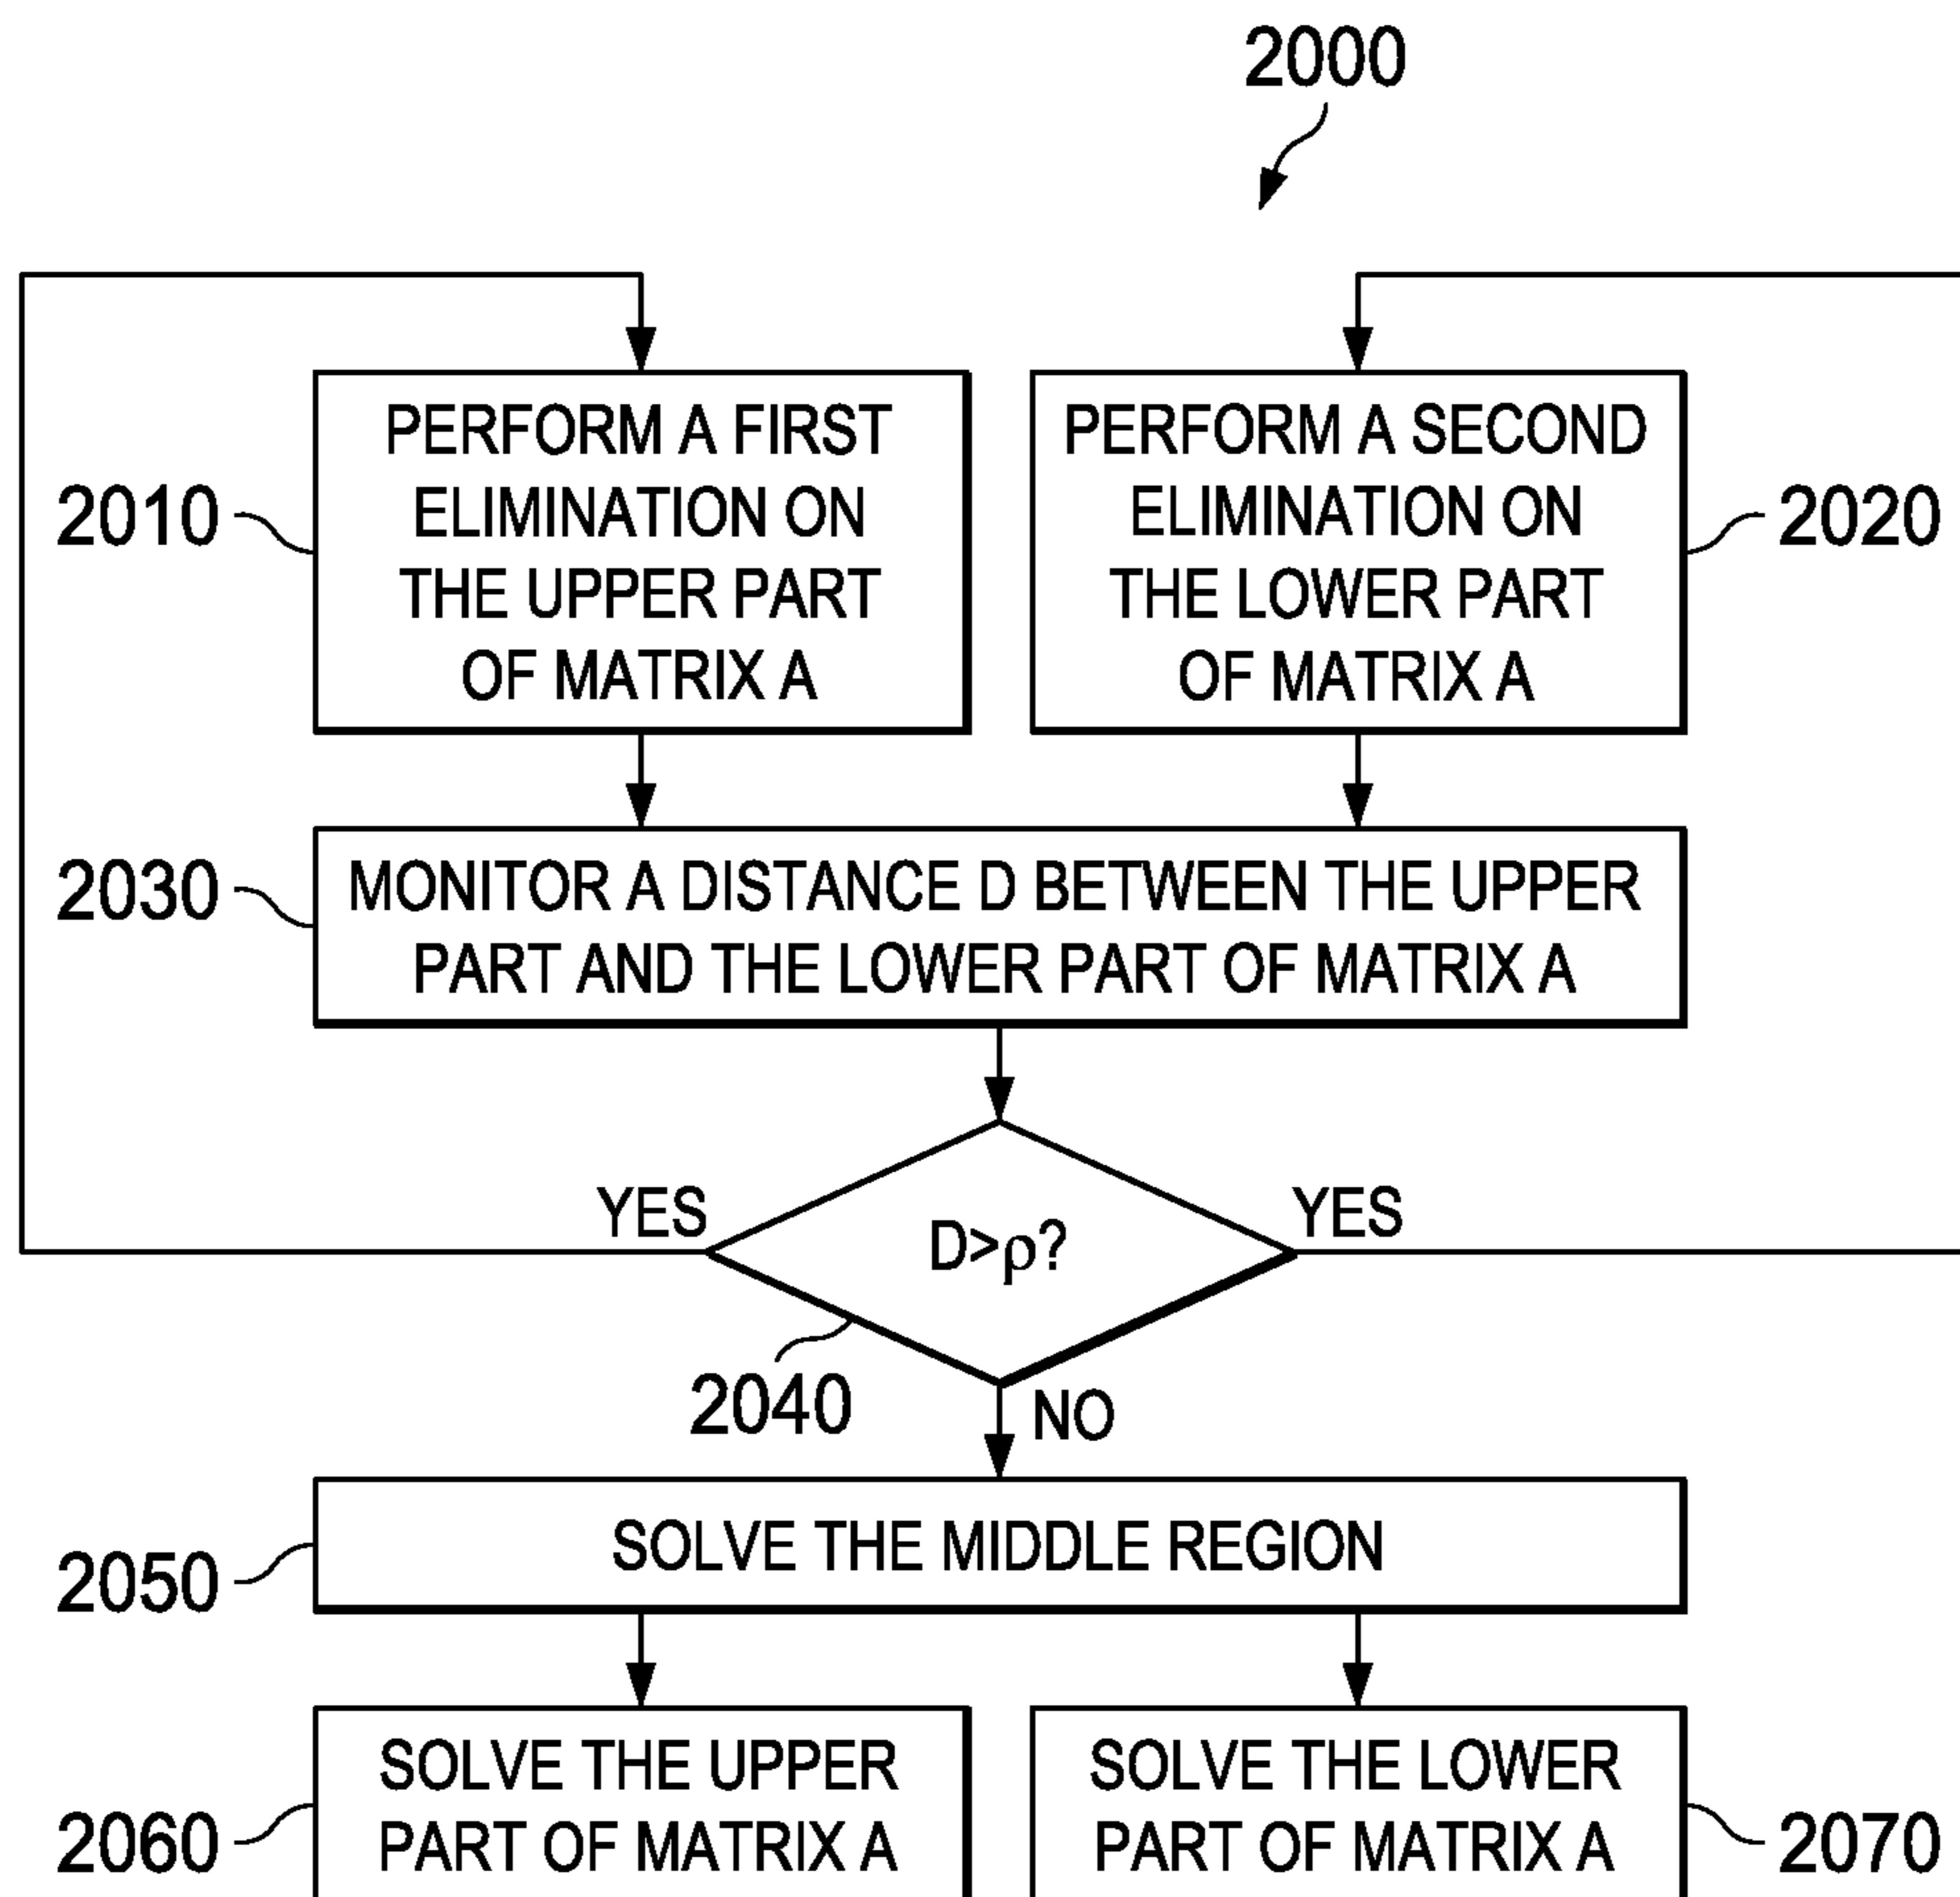 2000
PERFORM A FIRST
ELIMINATION ON
THE UPPER PART
OF MATRIX A
2010
PERFORM A SECOND
ELIMINATION ON
THE LOWER PART
OF MATRIX A
2020
2030
MONITOR A DISTANCE D BETWEEN THE UPPER
PART AND THE LOWER PART OF MATRIX A
YES
D>ρ?
YES
2040
NO
2050
SOLVE THE MIDDLE REGION
2060
SOLVE THE UPPER
PART OF MATRIX A
SOLVE THE LOWER
PART OF MATRIX A
2070